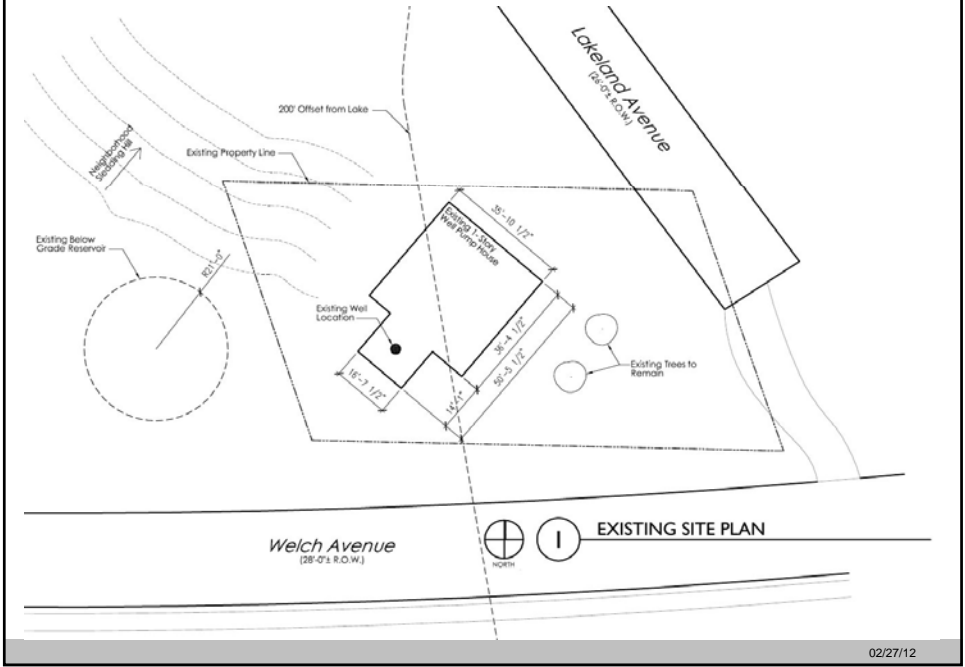 Lakeland Avenue
(26'-0"± R.O.W.)
200' Offset from Lake
Neighborhood
Sledding Hill
Existing Property Line
35'-10 1/2"
Existing 1-Story
Well Pump House
Existing Below
Grade Reservoir
R21'-0"
Existing Well
Location
36'-4 1/2"
50'-5 1/2"
Existing Trees to
Remain
16'-7 1/2"
14'-1"
EXISTING SITE PLAN
1
NORTH
Welch Avenue
(28'-0"± R.O.W.)
02/27/12